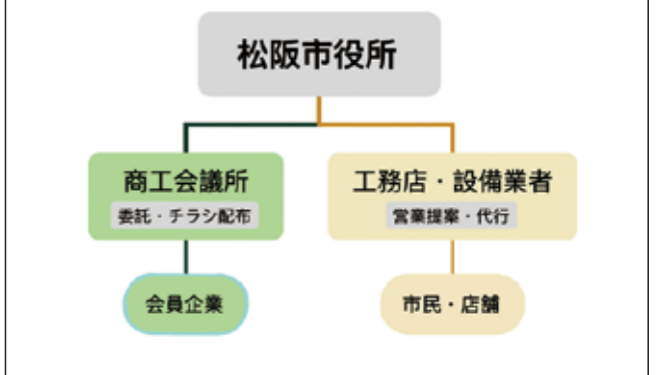 松阪市役所
商工会議所
委託・チラシ配布
工務店・設備業者
営業提案・代行
会員企業
市民・店舗